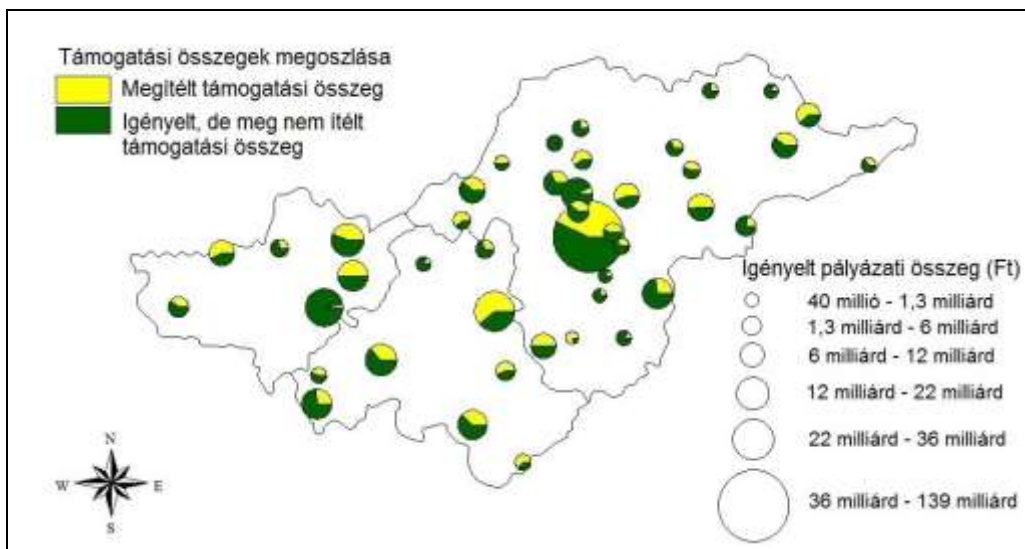 Támogatási összegek megoszlása
Megítélt támogatási összeg
Igényelt, de meg nem ítélt
támogatási összeg
Igényelt pályázati összeg (Ft)
40 millió - 1,3 milliárd
1,3 milliárd - 6 milliárd
6 milliárd - 12 milliárd
12 milliárd - 22 milliárd
22 milliárd - 36 milliárd
36 milliárd - 139 milliárd
N
W
E
S